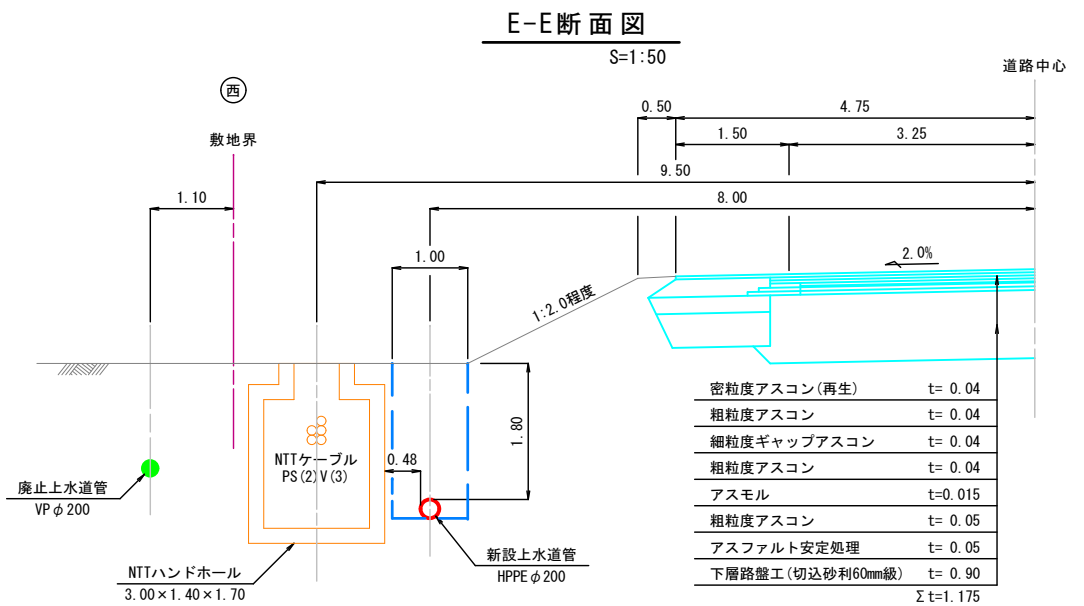 E-E断面図
S=1:50
道路中心
西
敷地界
0.50
4.75
1.50
3.25
9.50
1.10
8.00
1.00
2.0%
1:2.0程度
1.80
0.48
NTTケーブル
PS(2)V(3)
廃止上水道管
VPφ200
新設上水道管
HPPEφ200
NTTハンドホール
3.00×1.40×1.70
密粒度アスコン(再生) t= 0.04
粗粒度アスコン t= 0.04
細粒度ギャップアスコン t= 0.04
粗粒度アスコン t= 0.04
アスモル t=0.015
粗粒度アスコン t= 0.05
アスファルト安定処理 t= 0.05
下層路盤工(切込砂利60mm級) t= 0.90
Σt=1.175